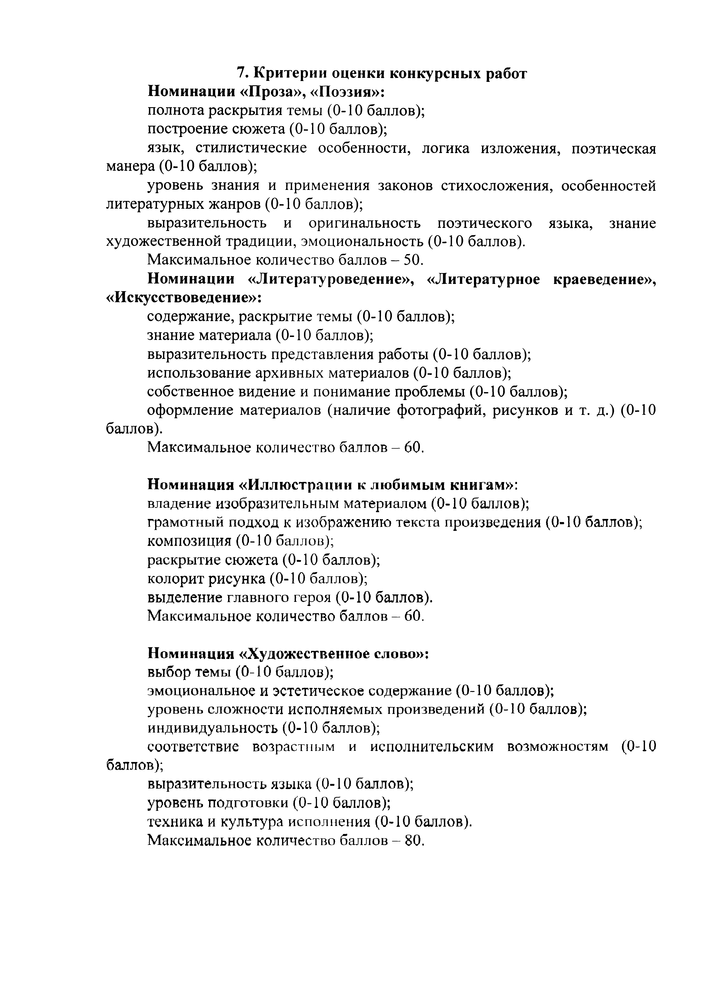 7. Критерии оценки конкурсных работ
Номинации «Проза», «Поэзия»:
полнота раскрытия темы (0-10 баллов);
построение сюжета (0-10 баллов);
язык, стилистические особенности, логика изложения, поэтическая
манера (0-10 баллов);
уровень знания и применения законов стихосложения, особенностей
литературных жанров (0-10 баллов);
выразительность и оригинальность поэтического языка, знание
художественной традиции, эмоциональность (0-10 баллов).
Максимальное количество баллов – 50.
Номинации «Литературоведение», «Литературное краеведение»,
«Искусствоведение»:
содержание, раскрытие темы (0-10 баллов);
знание материала (0-10 баллов);
выразительность представления работы (0-10 баллов);
использование архивных материалов (0-10 баллов);
собственное видение и понимание проблемы (0-10 баллов);
оформление материалов (наличие фотографий, рисунков и т. д.) (0-10
баллов).
Максимальное количество баллов – 60.
Номинация «Иллюстрации к любимым книгам»:
владение изобразительным материалом (0-10 баллов);
грамотный подход к изображению текста произведения (0-10 баллов);
композиция (0-10 баллов);
раскрытие сюжета (0-10 баллов);
колорит рисунка (0-10 баллов);
выделение главного героя (0-10 баллов).
Максимальное количество баллов – 60.
Номинация «Художественное слово»:
выбор темы (0-10 баллов);
эмоциональное и эстетическое содержание (0-10 баллов);
уровень сложности исполняемых произведений (0-10 баллов);
индивидуальность (0-10 баллов);
соответствие возрастным и исполнительским возможностям (0-10
баллов);
выразительность языка (0-10 баллов);
уровень подготовки (0-10 баллов);
техника и культура исполнения (0-10 баллов).
Максимальное количество баллов – 80.